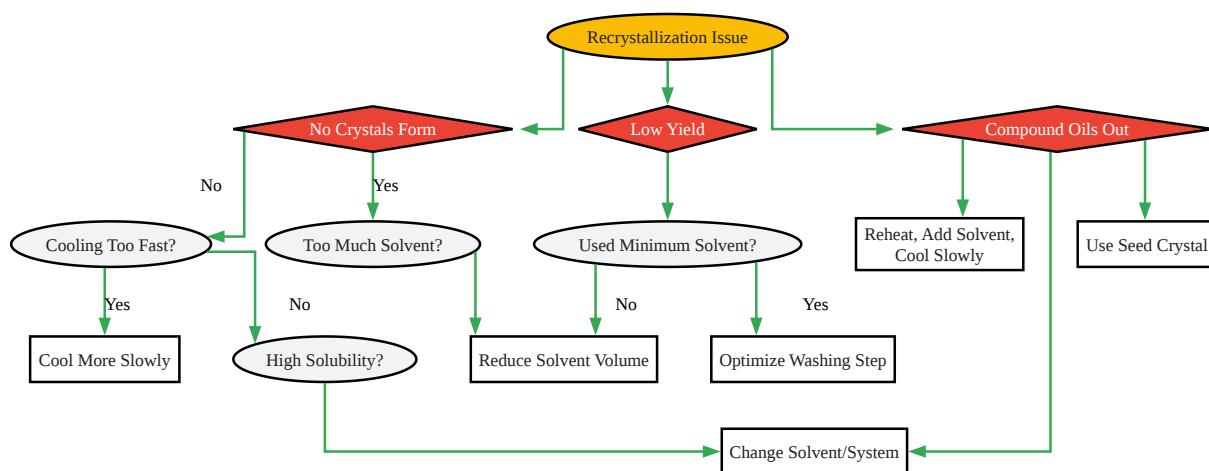 Recrystallization Issue
No Crystals Form
Low Yield
Compound Oils Out
No
Yes
Cooling Too Fast?
Too Much Solvent?
Used Minimum Solvent?
Reheat, Add Solvent,
Cool Slowly
Use Seed Crystal
Yes
No
No
Yes
Cool More Slowly
High Solubility?
Reduce Solvent Volume
Optimize Washing Step
Change Solvent/System